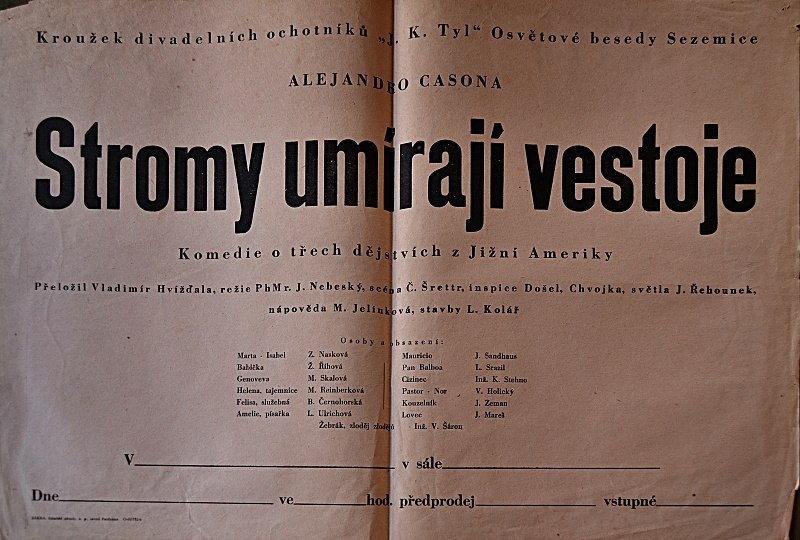 Kroužek divadelních ochotníků „J. K. Tyl“ Osvětové besedy Sezemice
ALEJANDRO CASONA
Stromy umírají vestoje
Komedie o třech dějstvích z Jižní Ameriky
Přeložil Vladimír Hvížďala, režie PhMr. J. Nebeský, scéna Č. Šrettr, inspice Došel, Chvojka, světla J. Řehounek,
nápověda M. Jelínková, stavby L. Kolář
Osoby a obsazení:
Marta - Isabel Z. Nasková Mauricio J. Sandhaus
Babička Ž. Říhová Pan Balboa L. Srazil
Genoveva M. Skalová Cizinec Inž. K. Stehno
Helena, tajemnice M. Reinberková Pastor - Nor V. Holický
Felisa, služebná B. Černohorská Kouzelník J. Zeman
Amelie, písařka L. Ulrichová Lovec J. Mareš
Žebrák, zloděj zlodějů Inž. V. Šáron
V v sále
Dne ve hod. předprodej vstupné